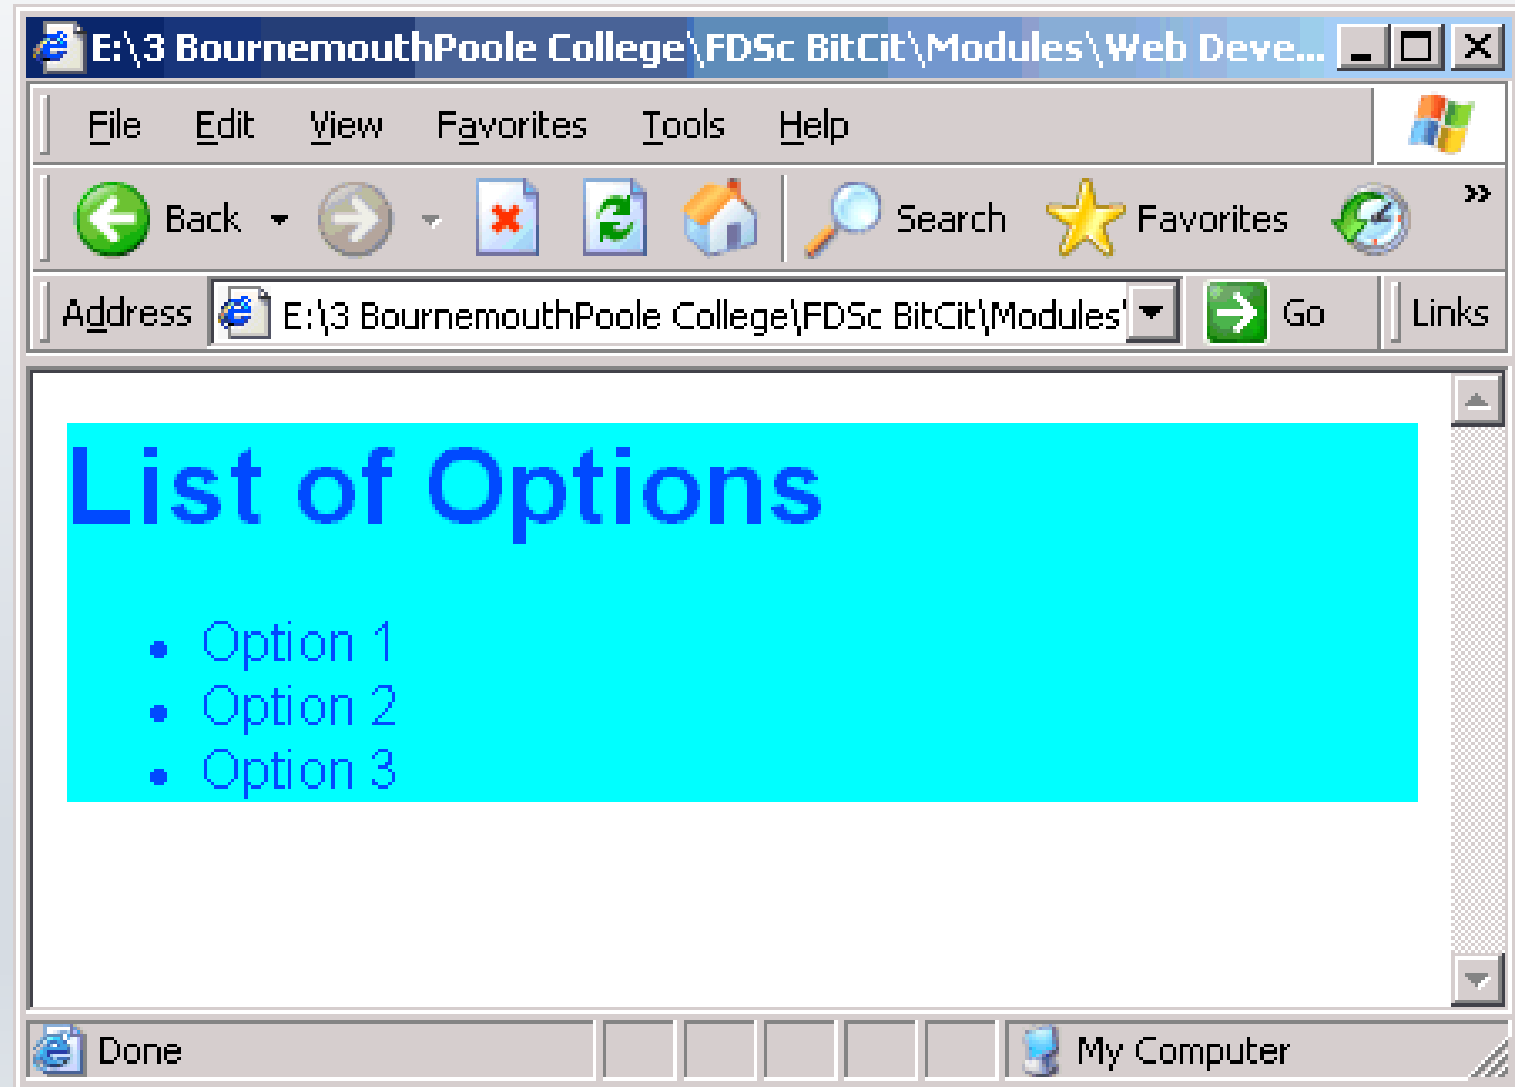 E:\3 BournemouthPoole College\FDSc BitCit\Modules\Web Deve...
File Edit View Favorites Tools Help
Back Search Favorites »
Address E:\3 BournemouthPoole College\FDSc BitCit\Modules' Go Links
List of Options
• Option 1
• Option 2
• Option 3
Done My Computer